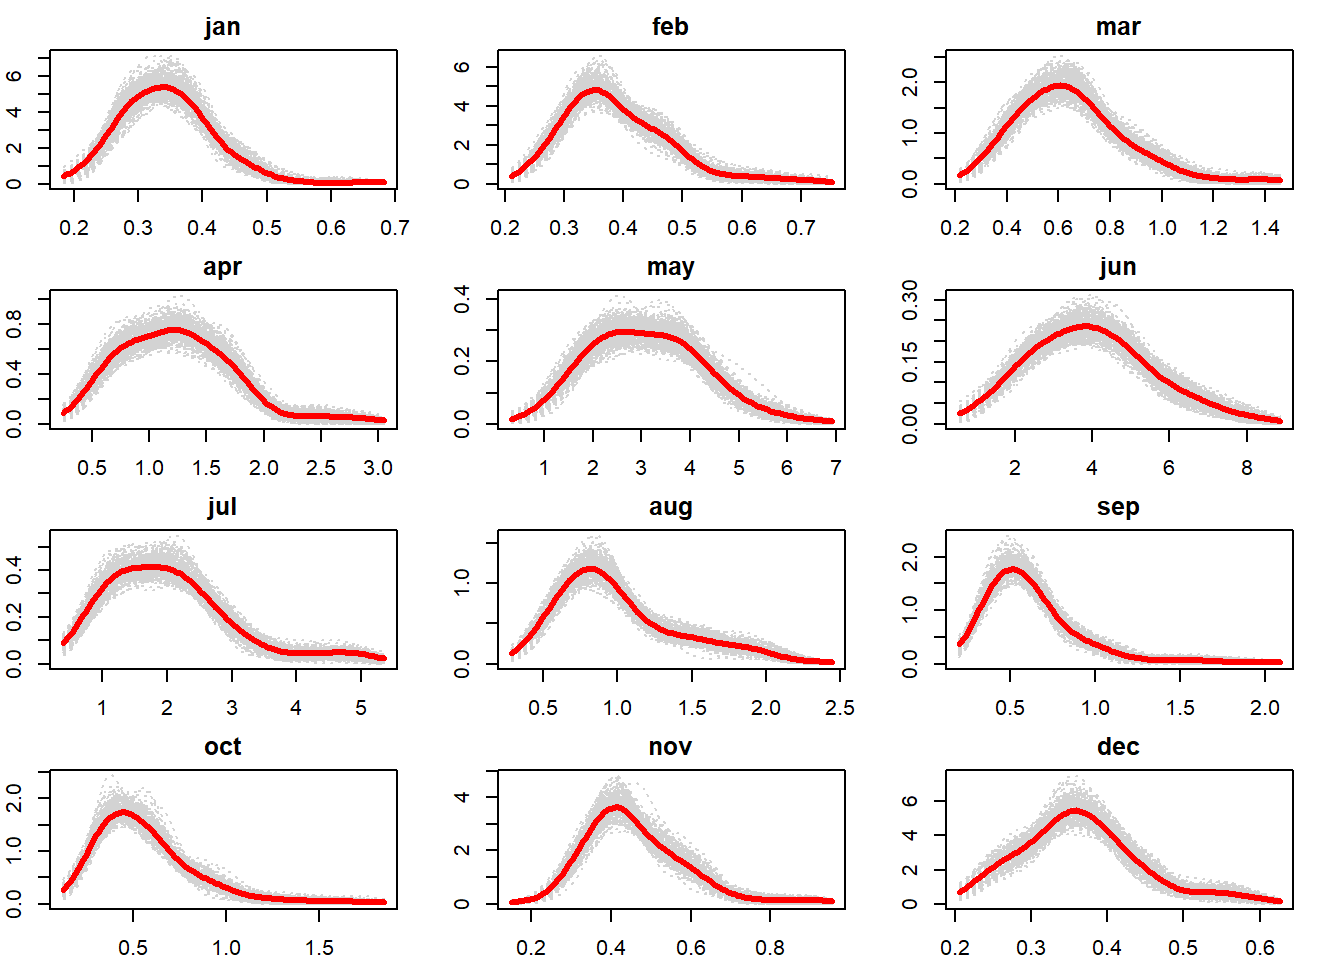 jan feb mar
6 4 2 0
0.2 0.3 0.4 0.5 0.6 0.7
6 4 2 0
0.2 0.3 0.4 0.5 0.6 0.7
2.0 1.0 0.0
0.2 0.4 0.6 0.8 1.0 1.2 1.4
apr may jun
0.8 0.4 0.0
0.5 1.0 1.5 2.0 2.5 3.0
0.4 0.2 0.0
1 2 3 4 5 6 7
0.30 0.15 0.00
2 4 6 8
jul aug sep
0.4 0.2 0.0
1 2 3 4 5
1.0 0.0
0.5 1.0 1.5 2.0 2.5
2.0 1.0 0.0
0.5 1.0 1.5 2.0
oct nov dec
2.0 1.0 0.0
0.5 1.0 1.5
4 2 0
0.2 0.4 0.6 0.8
6 4 2 0
0.2 0.3 0.4 0.5 0.6